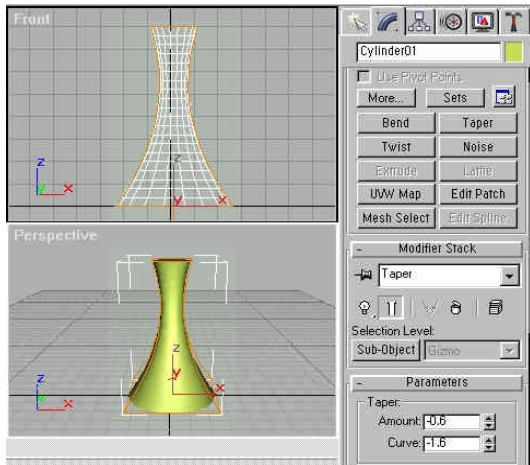 Front
z
z
y x
y x
Perspective
z
z
y
x
y x
Cylinder01
Use Pivot Points
More... Sets
Bend Taper
Twist Noise
Extrude Lattice
UVW Map Edit Patch
Mesh Select Edit Spline
- Modifier Stack
Taper
Selection Level:
Sub-Object Gizmo
- Parameters
Taper:
Amount: -0.6
Curve: -1.6